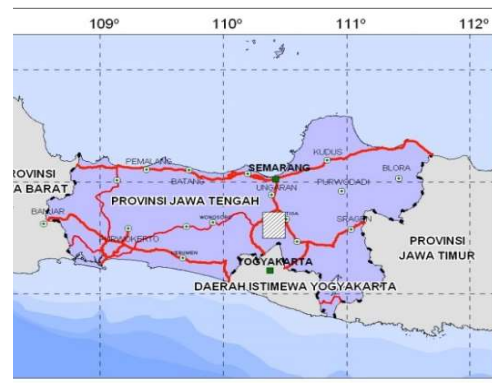 109° 110° 111° 112°
KUDUS
PEMALANG
SEMARANG
BLORA
ROVINSI
A BARAT
BATANG
UNGARAN
PURWODADI
PROVINSI JAWA TENGAH
BANJAR
WONOSOBO
SRAGEN
PROVINSI
JAWA TIMUR
YOGYAKARTA
DAERAH ISTIMEWA YOGYAKARTA